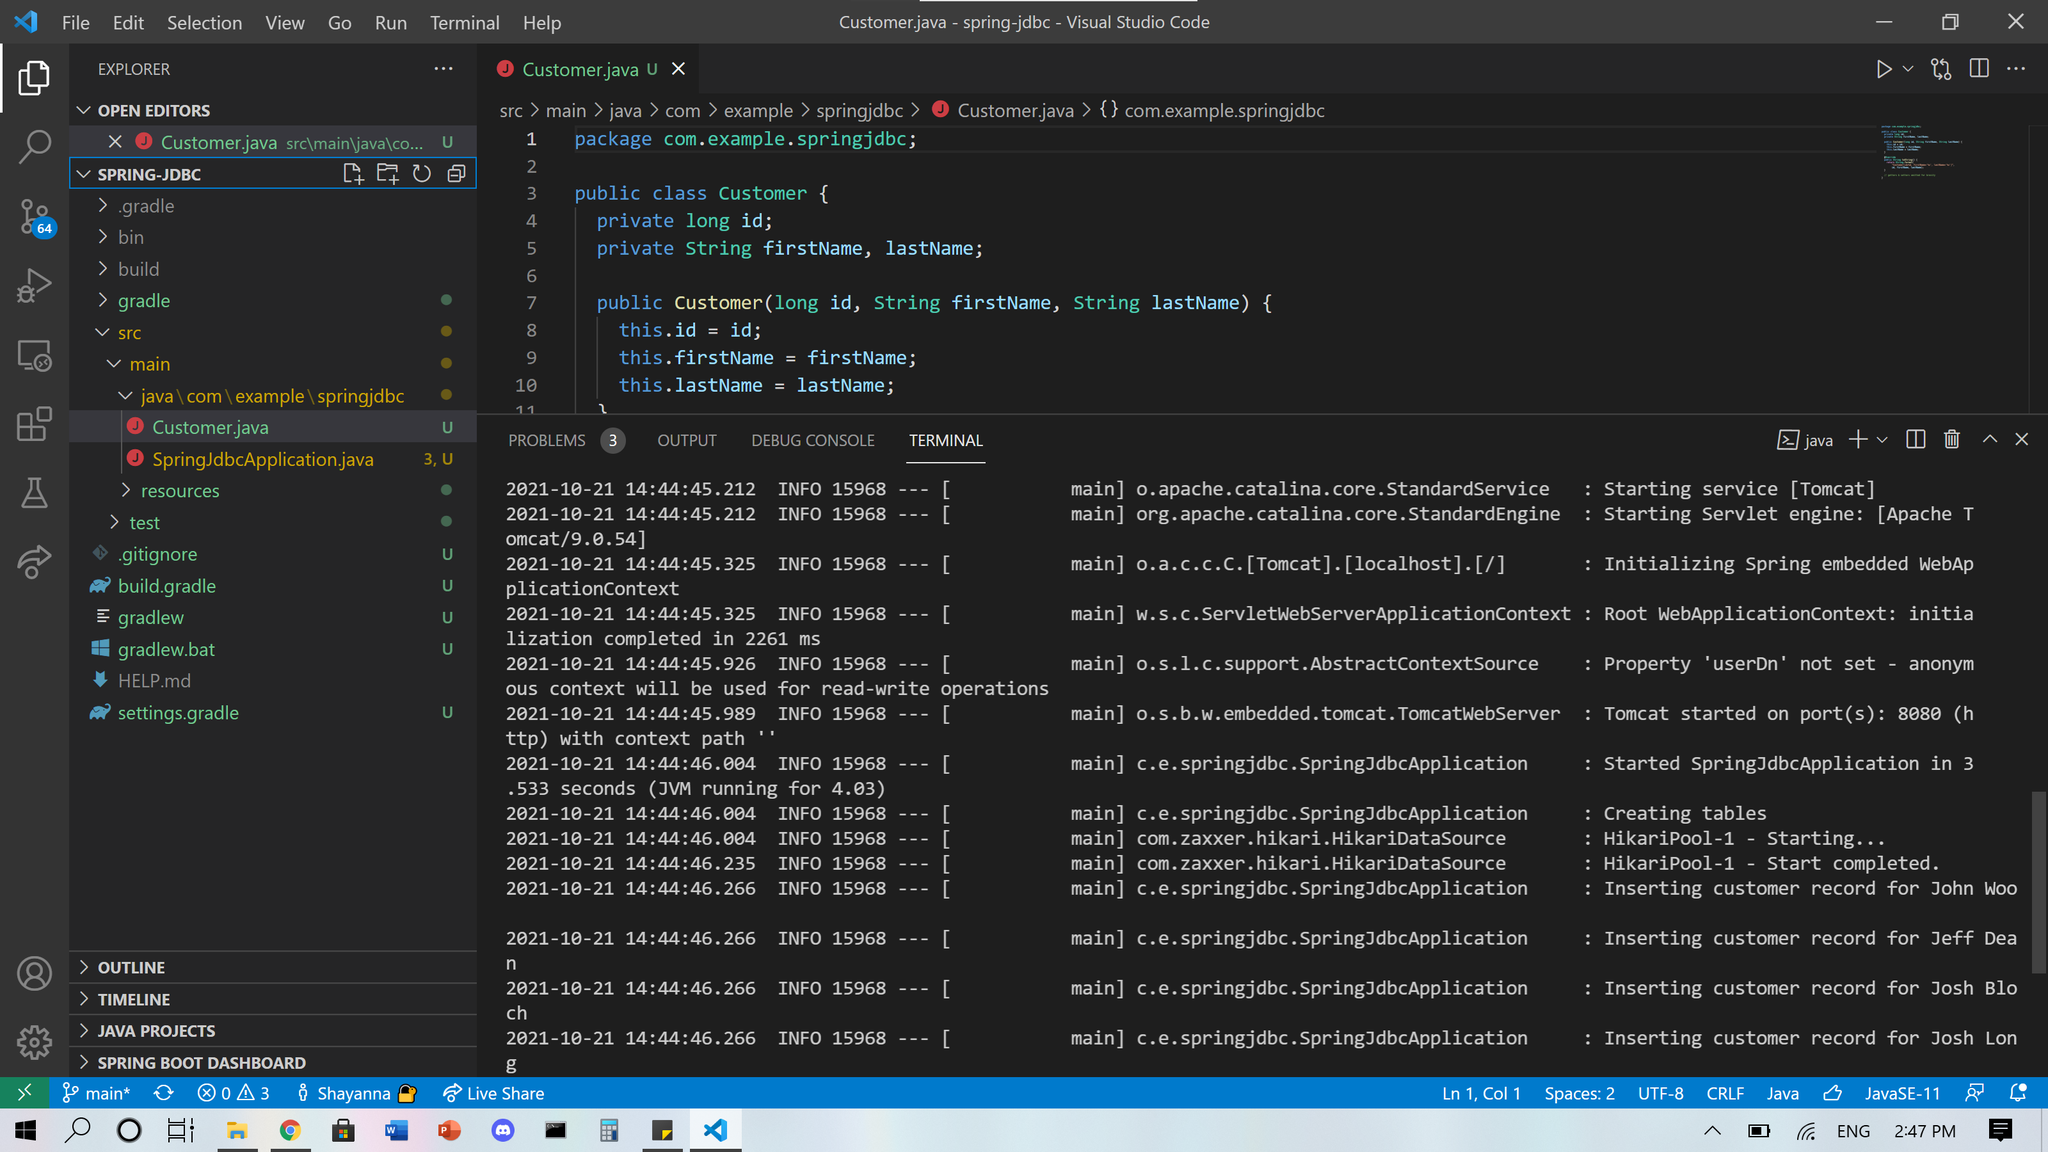 File Edit Selection View Go Run Terminal Help
Customer.java - spring-jdbc - Visual Studio Code
EXPLORER
OPEN EDITORS
Customer.java src\main\java\co... U
SPRING-JDBC
.gradle
bin
build
gradle
src
main
java\com\example\springjdbc
Customer.java U
SpringJdbcApplication.java 3, U
resources
test
.gitignore U
build.gradle U
gradlew U
gradlew.bat U
HELP.md
settings.gradle U
OUTLINE
TIMELINE
JAVA PROJECTS
SPRING BOOT DASHBOARD
64
Customer.java U
src > main > java > com > example > springjdbc > Customer.java > {} com.example.springjdbc
1 package com.example.springjdbc;
2
3 public class Customer {
4 private long id;
5 private String firstName, lastName;
6
7 public Customer(long id, String firstName, String lastName) {
8 this.id = id;
9 this.firstName = firstName;
10 this.lastName = lastName;
11 }
PROBLEMS 3 OUTPUT DEBUG CONSOLE TERMINAL
java
2021-10-21 14:44:45.212  INFO 15968 --- [           main] o.apache.catalina.core.StandardService   : Starting service [Tomcat]
2021-10-21 14:44:45.212  INFO 15968 --- [           main] org.apache.catalina.core.StandardEngine  : Starting Servlet engine: [Apache T
omcat/9.0.54]
2021-10-21 14:44:45.325  INFO 15968 --- [           main] o.a.c.c.C.[Tomcat].[localhost].[/]       : Initializing Spring embedded WebAp
plicationContext
2021-10-21 14:44:45.325  INFO 15968 --- [           main] w.s.c.ServletWebServerApplicationContext : Root WebApplicationContext: initia
lization completed in 2261 ms
2021-10-21 14:44:45.926  INFO 15968 --- [           main] o.s.l.c.support.AbstractContextSource    : Property 'userDn' not set - anonym
ous context will be used for read-write operations
2021-10-21 14:44:45.989  INFO 15968 --- [           main] o.s.b.w.embedded.tomcat.TomcatWebServer  : Tomcat started on port(s): 8080 (h
ttp) with context path ''
2021-10-21 14:44:46.004  INFO 15968 --- [           main] c.e.springjdbc.SpringJdbcApplication     : Started SpringJdbcApplication in 3
.533 seconds (JVM running for 4.03)
2021-10-21 14:44:46.004  INFO 15968 --- [           main] c.e.springjdbc.SpringJdbcApplication     : Creating tables
2021-10-21 14:44:46.004  INFO 15968 --- [           main] com.zaxxer.hikari.HikariDataSource       : HikariPool-1 - Starting...
2021-10-21 14:44:46.235  INFO 15968 --- [           main] com.zaxxer.hikari.HikariDataSource       : HikariPool-1 - Start completed.
2021-10-21 14:44:46.266  INFO 15968 --- [           main] c.e.springjdbc.SpringJdbcApplication     : Inserting customer record for John Woo
2021-10-21 14:44:46.266  INFO 15968 --- [           main] c.e.springjdbc.SpringJdbcApplication     : Inserting customer record for Jeff Dea
n
2021-10-21 14:44:46.266  INFO 15968 --- [           main] c.e.springjdbc.SpringJdbcApplication     : Inserting customer record for Josh Blo
ch
2021-10-21 14:44:46.266  INFO 15968 --- [           main] c.e.springjdbc.SpringJdbcApplication     : Inserting customer record for Josh Lon
g
main* 0 3 Shayanna Live Share Ln 1, Col 1 Spaces: 2 UTF-8 CRLF Java JavaSE-11
ENG 2:47 PM